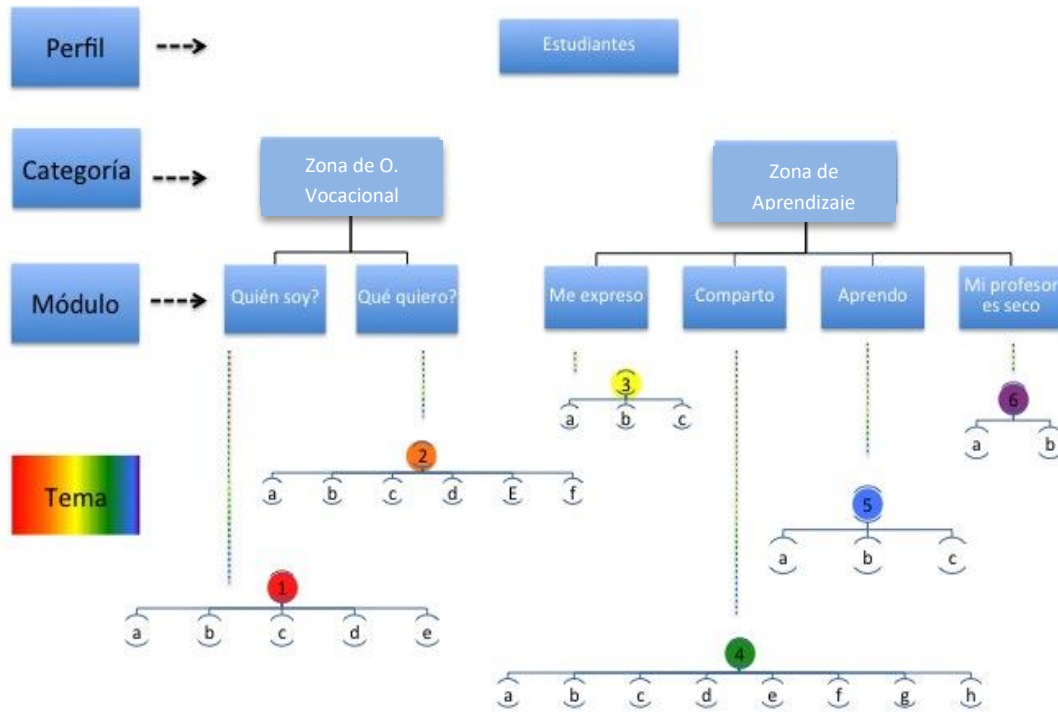 Perfil
Estudiantes
Categoría
Zona de O.
Vocacional
Zona de
Aprendizaje
Módulo
Quién soy?
Qué quiero?
Me expreso
Comparto
Aprendo
Mi profesor
es seco
Tema
3
a b c
6
a b
2
a b c d E f
5
a b c
1
a b c d e
4
a b c d e f g h